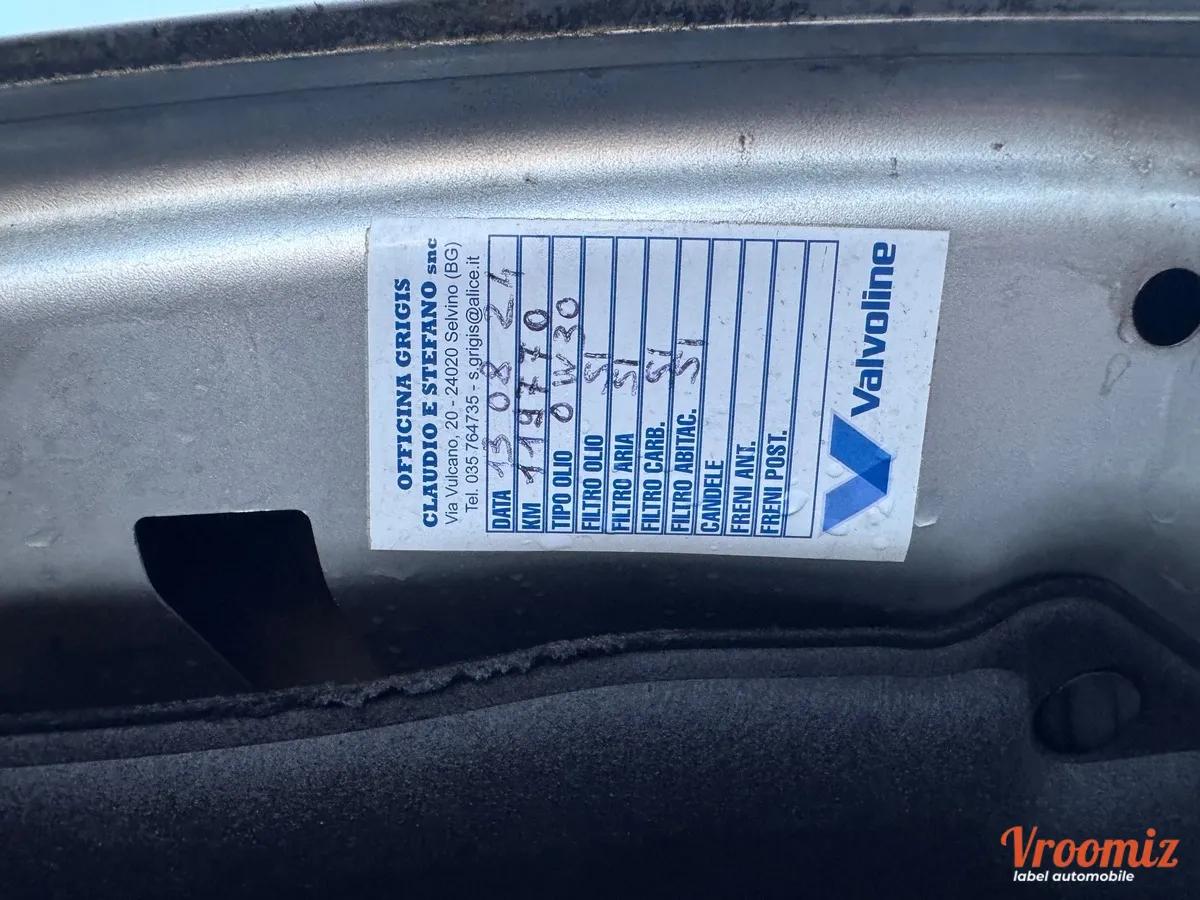 OFFICINA GRIGIS
CLAUDIO E STEFANO snc
Via Vulcano, 20 - 24020 Selvino (BG)
Tel. 035.764735 - s.grigis@alice.it
DATA 13 08 24
KM 119770
TIPO OLIO 0W30
FILTRO OLIO SI
FILTRO ARIA SI
FILTRO CARB. SI
FILTRO ABITAC. SI
CANDELE
FRENI ANT.
FRENI POST.
Valvoline
Vroomiz
label automobile